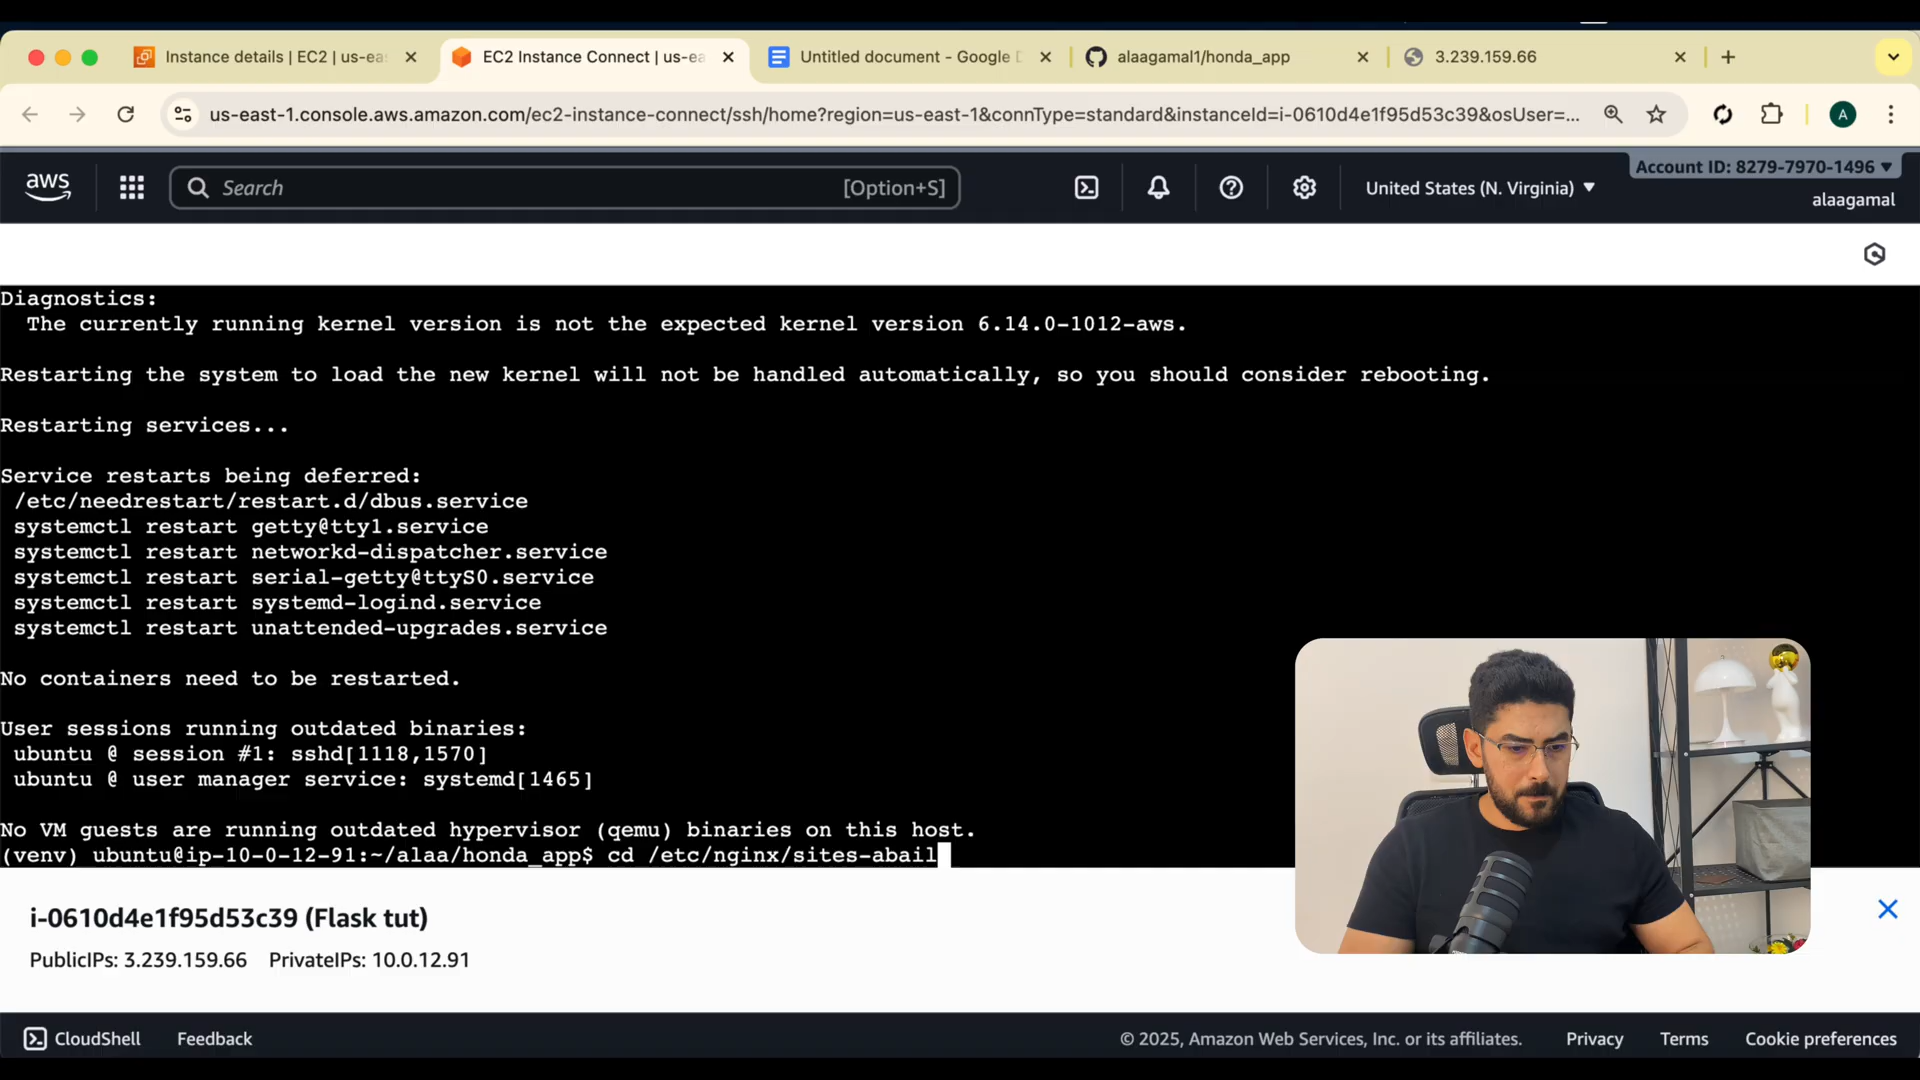 Instance details | EC2 | us-eas
EC2 Instance Connect | us-ea
Untitled document - Google D
alaagamal1/honda_app
3.239.159.66
us-east-1.console.aws.amazon.com/ec2-instance-connect/ssh/home?region=us-east-1&connType=standard&instanceId=i-0610d4e1f95d53c39&osUser=...
A
aws
Search
[Option+S]
United States (N. Virginia)
Account ID: 8279-7970-1496
alaagamal
Diagnostics:
The currently running kernel version is not the expected kernel version 6.14.0-1012-aws.
Restarting the system to load the new kernel will not be handled automatically, so you should consider rebooting.
Restarting services...
Service restarts being deferred:
/etc/needrestart/restart.d/dbus.service
systemctl restart getty@tty1.service
systemctl restart networkd-dispatcher.service
systemctl restart serial-getty@ttyS0.service
systemctl restart systemd-logind.service
systemctl restart unattended-upgrades.service
No containers need to be restarted.
User sessions running outdated binaries:
ubuntu @ session #1: sshd[1118,1570]
ubuntu @ user manager service: systemd[1465]
No VM guests are running outdated hypervisor (qemu) binaries on this host.
(venv) ubuntu@ip-10-0-12-91:~/alaa/honda_app$ cd /etc/nginx/sites-abail
i-0610d4e1f95d53c39 (Flask tut)
PublicIPs: 3.239.159.66 PrivateIPs: 10.0.12.91
CloudShell
Feedback
© 2025, Amazon Web Services, Inc. or its affiliates.
Privacy
Terms
Cookie preferences